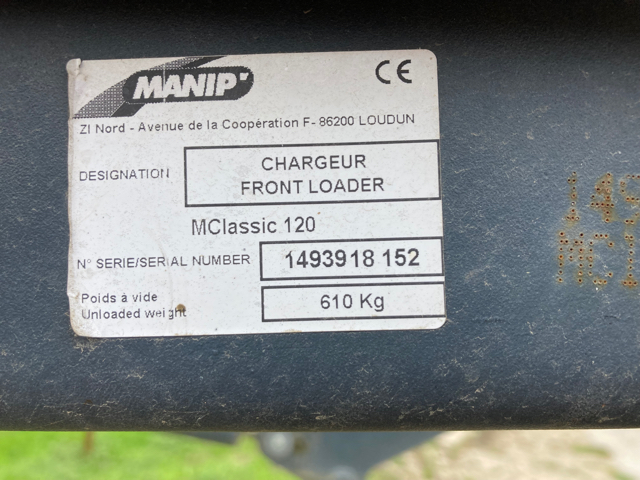 MANIP'
CE
ZI Nord - Avenue de la Coopération F- 86200 LOUDUN
DESIGNATION
CHARGEUR
FRONT LOADER
MClassic 120
N° SERIE/SERIAL NUMBER
1493918 152
Poids à vide
Unloaded weight
610 Kg